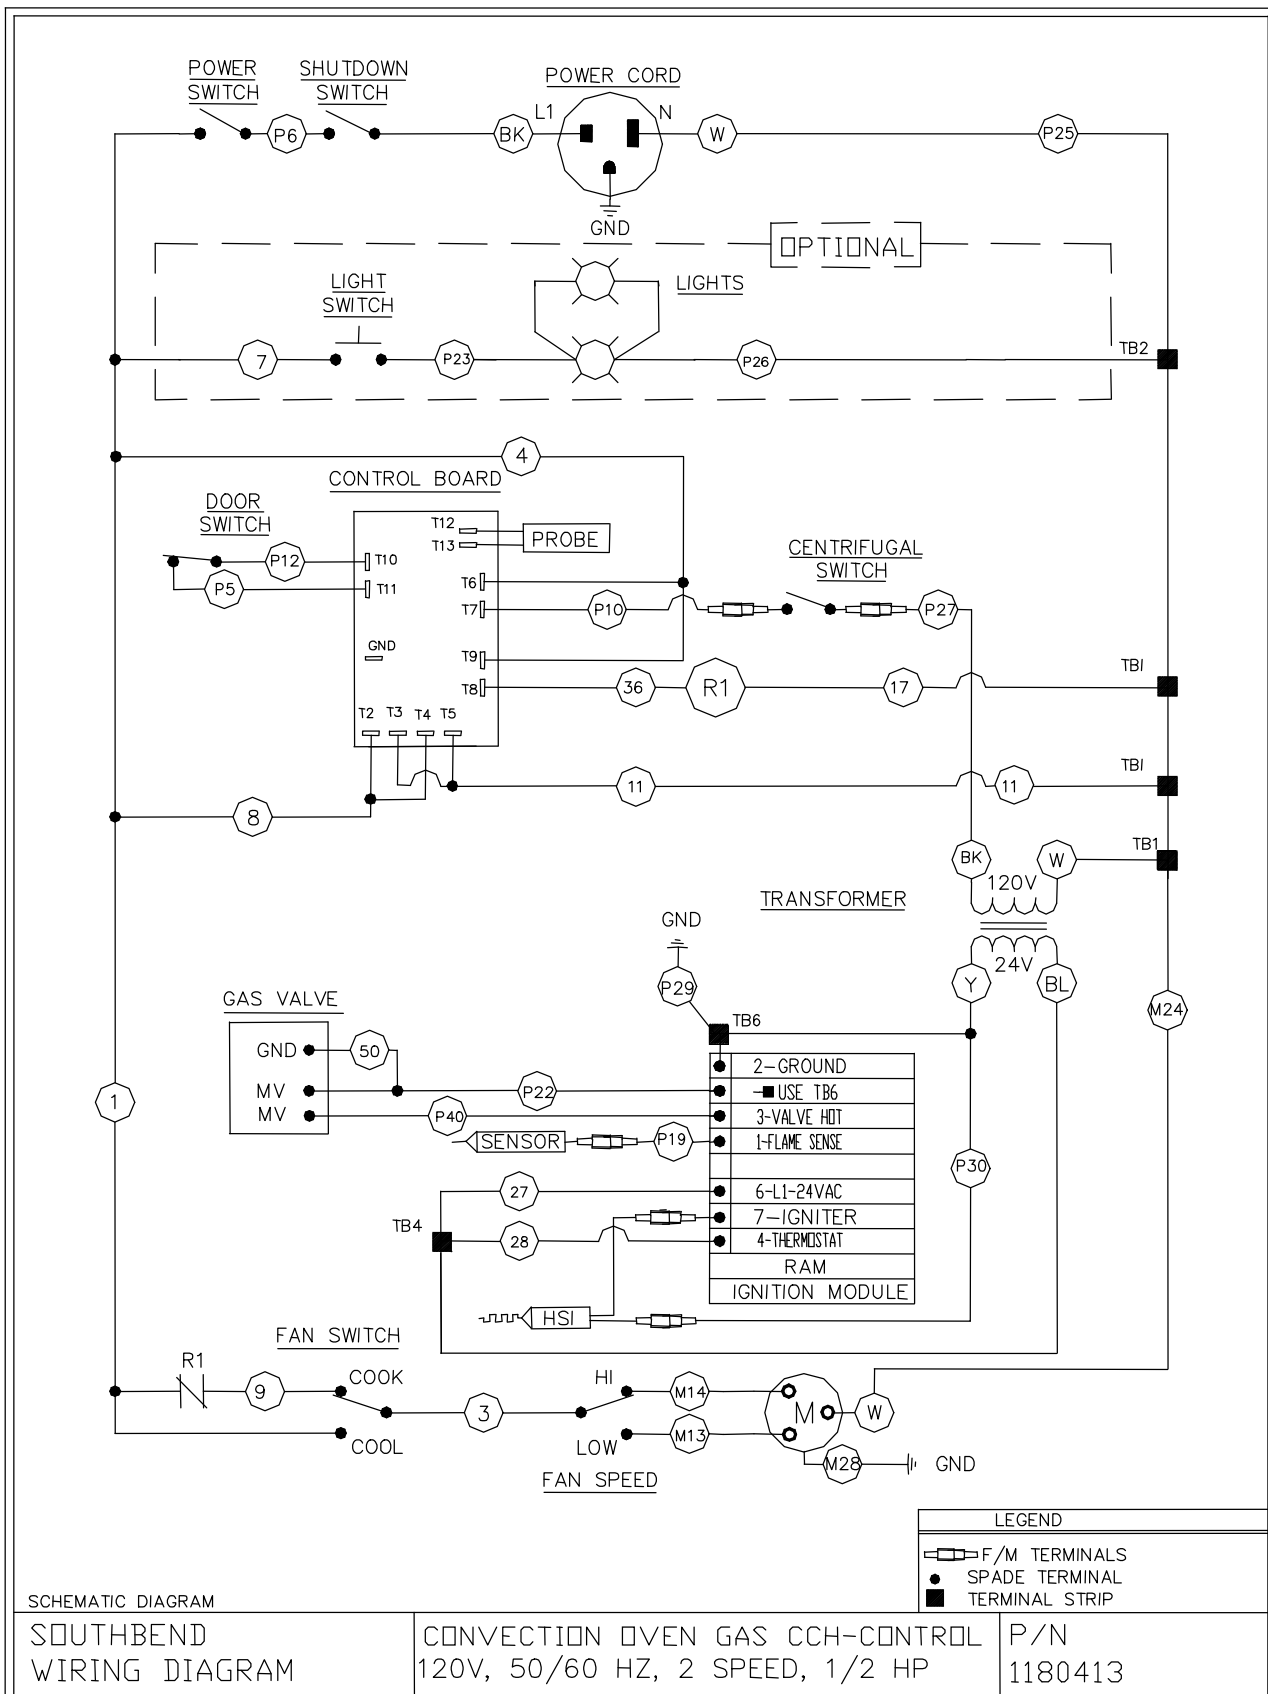 POWER SWITCH
SHUTDOWN SWITCH
POWER CORD
L1
N
P6
BK
W
P25
GND
OPTIONAL
LIGHT SWITCH
LIGHTS
7
P23
P26
TB2
4
CONTROL BOARD
DOOR SWITCH
T12
T13
PROBE
P12
T10
P5
T11
CENTRIFUGAL SWITCH
T6
T7
P10
P27
GND
T9
T8
36
R1
17
TBI
T2
T3
T4
T5
11
11
TBI
8
BK
W
TB1
120V
TRANSFORMER
24V
Y
BL
GND
P29
M24
GAS VALVE
TB6
GND
50
2-GROUND
MV
P22
USE TB6
MV
P40
3-VALVE HOT
1
SENSOR
P19
1-FLAME SENSE
P30
27
6-L1-24VAC
7-IGNITER
TB4
28
4-THERMOSTAT
RAM
IGNITION MODULE
HSI
FAN SWITCH
R1
9
COOK
HI
M14
3
M
W
COOL
LOW
M13
FAN SPEED
M28
GND
LEGEND
F/M TERMINALS
SPADE TERMINAL
TERMINAL STRIP
SCHEMATIC DIAGRAM
SOUTHBEND
WIRING DIAGRAM
CONVECTION OVEN GAS CCH-CONTROL
120V, 50/60 HZ, 2 SPEED, 1/2 HP
P/N
1180413